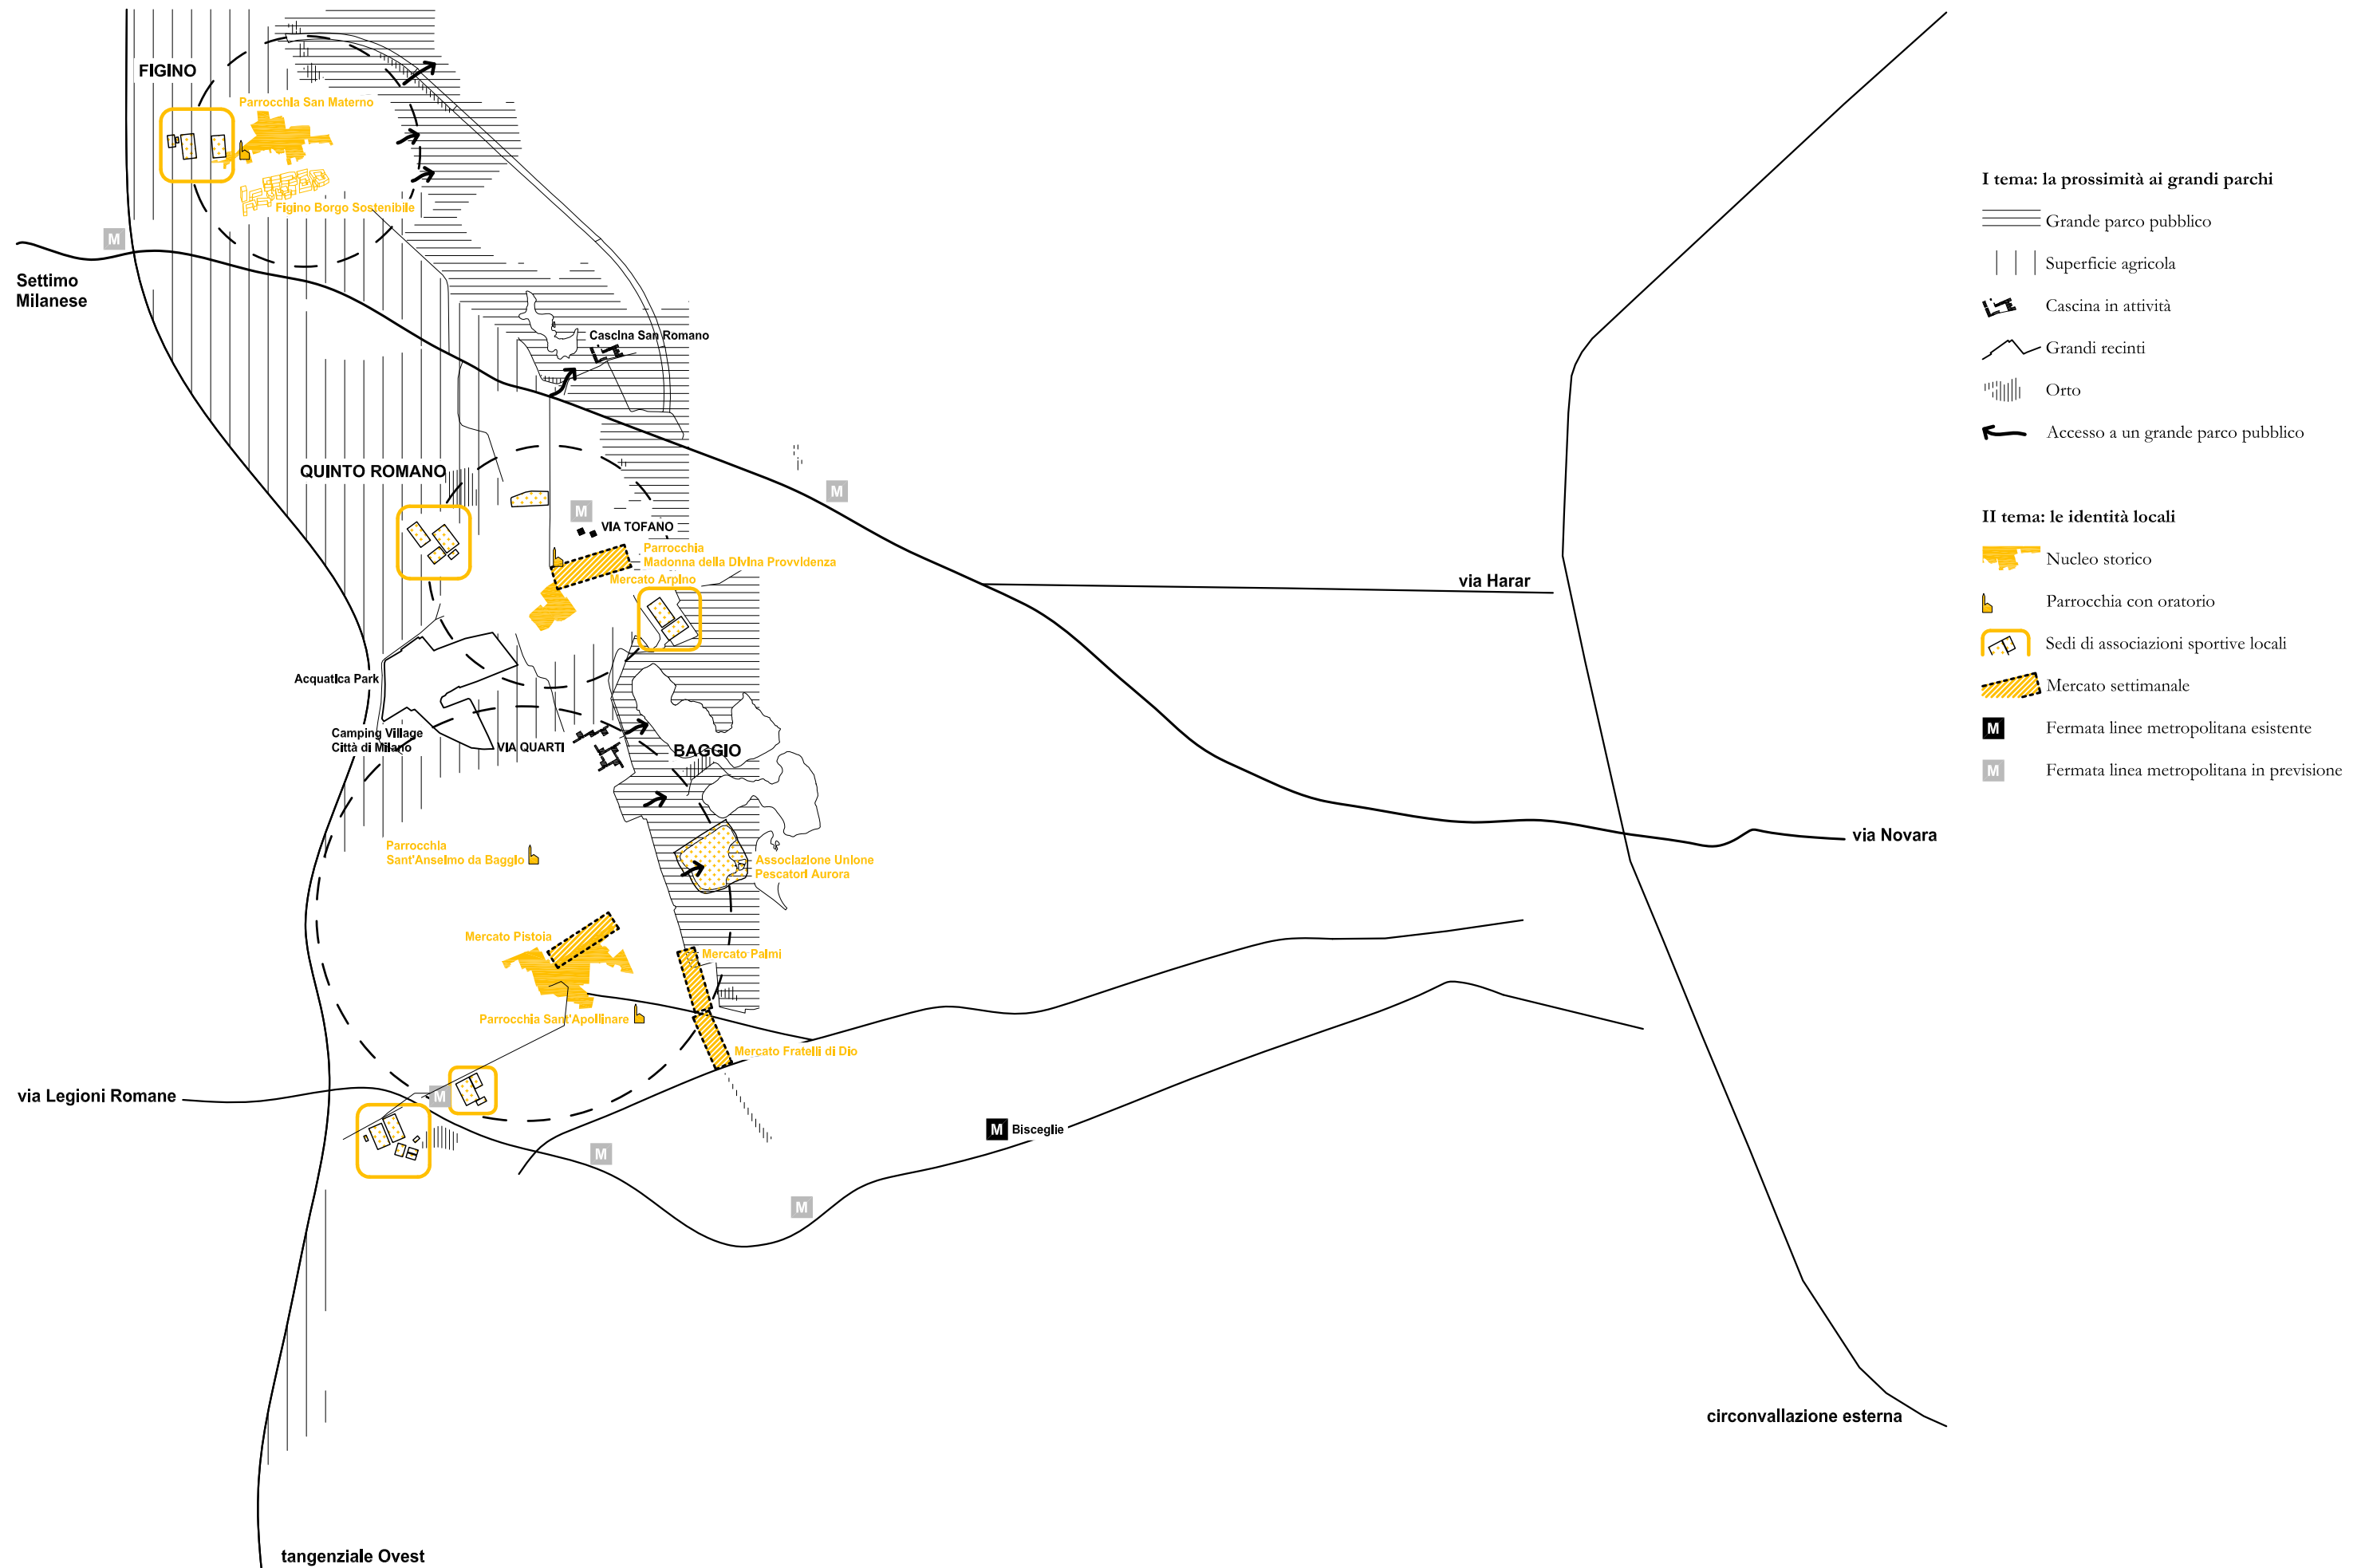 FIGINO
Parrocchia San Materno
Figino Borgo Sostenibile
M
Settimo
Milanese
Cascina San Romano
QUINTO ROMANO
M
M
VIA TOFANO
Parrocchia
Madonna della Divina Provvidenza
Mercato Arpino
via Harar
Acquatica Park
Camping Village
Città di Milano
VIA QUARTI
BAGGIO
via Novara
Parrocchia
Sant'Anselmo da Baggio
Associazione Unione
Pescatori Aurora
Mercato Pistoia
Mercato Palmi
Parrocchia Sant'Apollinare
Mercato Fratelli di Dio
via Legioni Romane
M
M Bisceglie
M
M
circonvallazione esterna
tangenziale Ovest
I tema: la prossimità ai grandi parchi
Grande parco pubblico
Superficie agricola
Cascina in attività
Grandi recinti
Orto
Accesso a un grande parco pubblico
II tema: le identità locali
Nucleo storico
Parrocchia con oratorio
Sedi di associazioni sportive locali
Mercato settimanale
M Fermata linee metropolitana esistente
M Fermata linea metropolitana in previsione